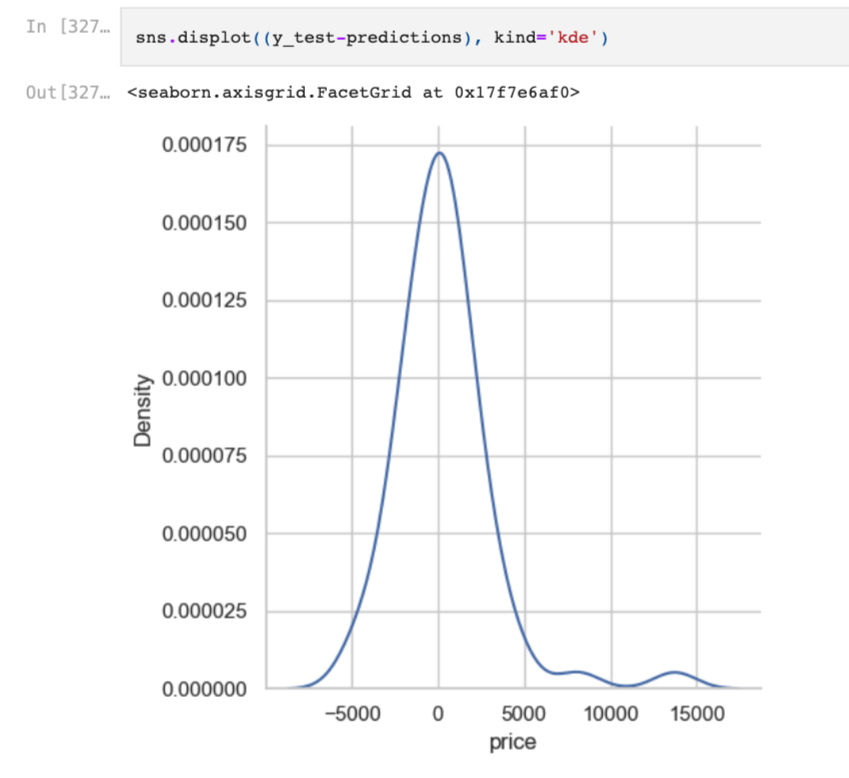 In [327…
sns.displot((y_test-predictions), kind='kde')
Out[327…
<seaborn.axisgrid.FacetGrid at 0x17f7e6af0>
0.000175
0.000150
0.000125
0.000100
0.000075
0.000050
0.000025
0.000000
Density
−5000 0 5000 10000 15000
price